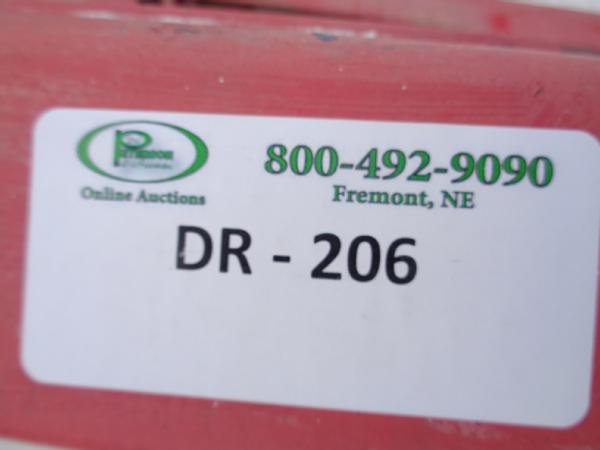 Online Auctions
800-492-9090
Fremont, NE
DR - 206